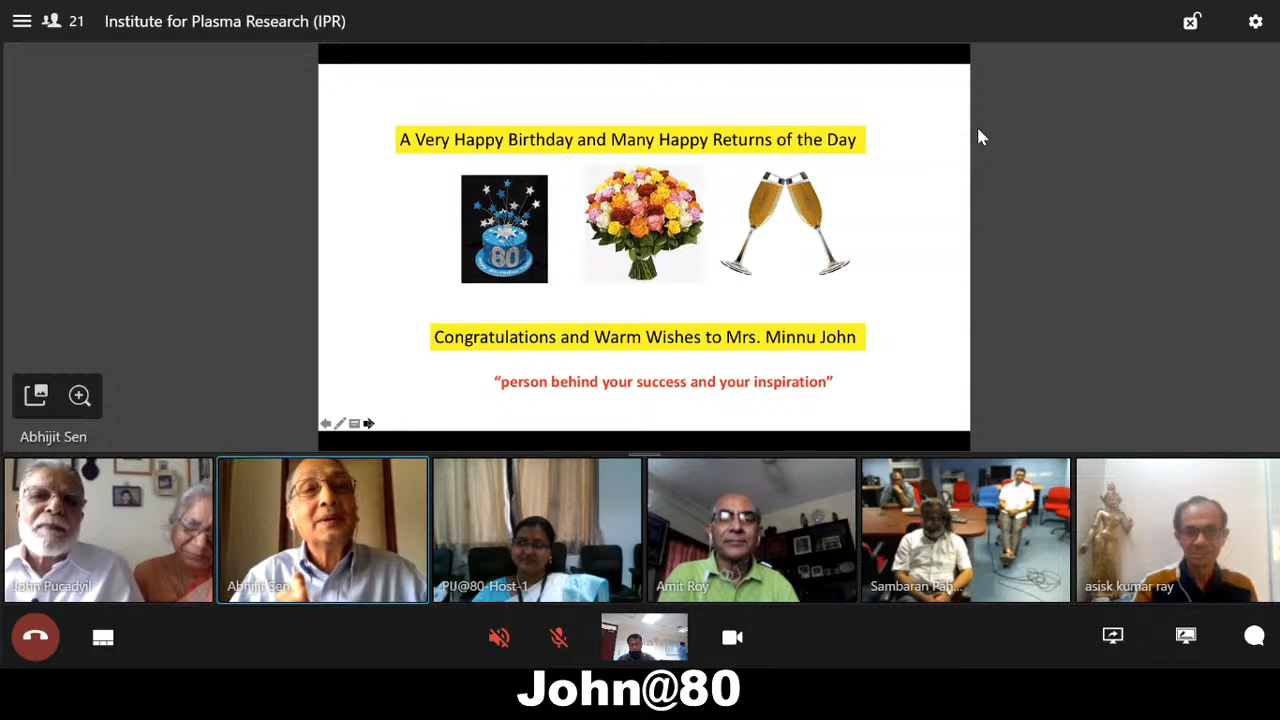 21 Institute for Plasma Research (IPR)
A Very Happy Birthday and Many Happy Returns of the Day
80
Congratulations and Warm Wishes to Mrs. Minnu John
“person behind your success and your inspiration”
Abhijit Sen
John Pucadyil
Abhijit Sen
PIJ@80-Host-1
Amit Roy
Sambaran Pah...
asisk kumar ray
John@80